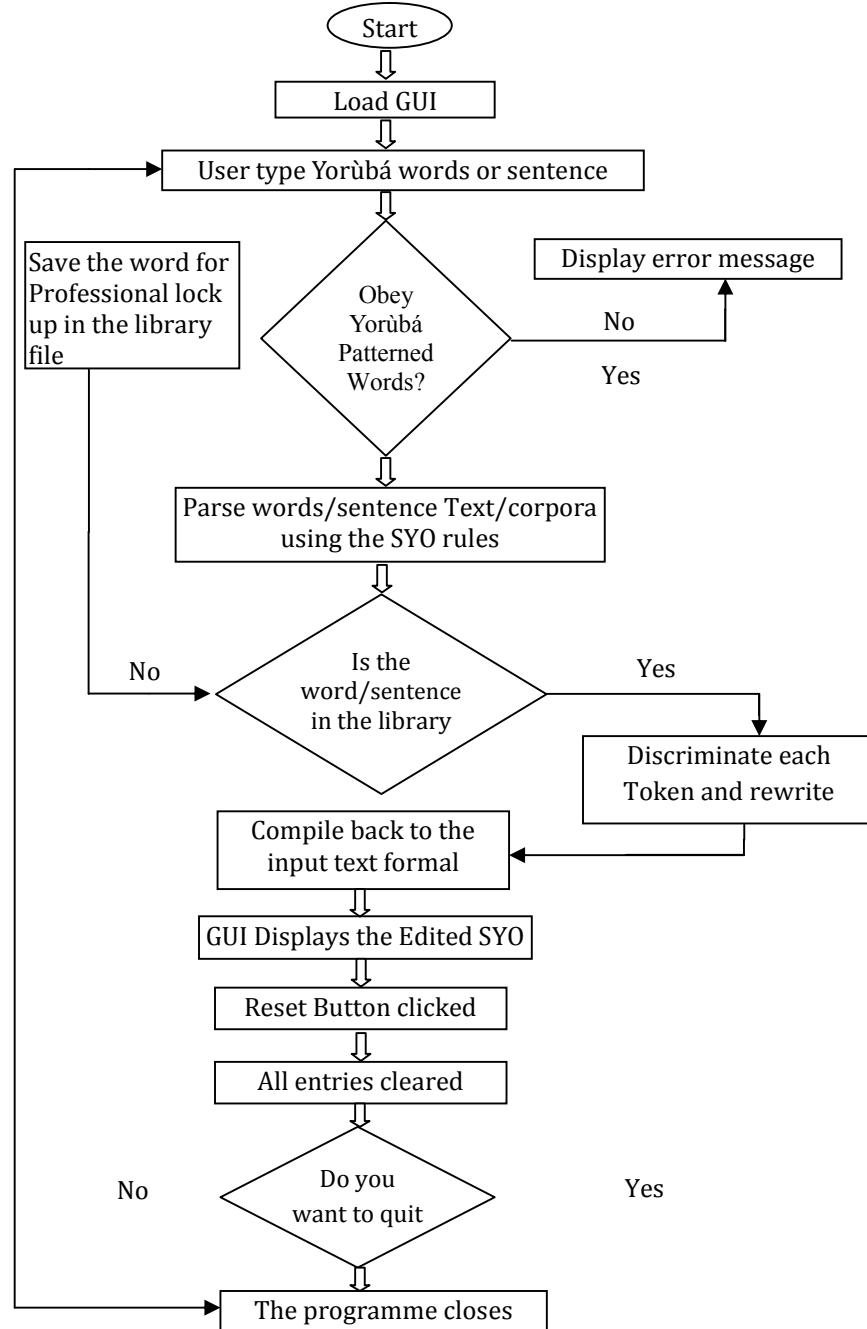 Start
Load GUI
User type Yorùbá words or sentence
Save the word for
Professional lock
up in the library
file
Obey
Yorùbá
Patterned
Words?
Display error message
No
Yes
Parse words/sentence Text/corpora
using the SYO rules
No
Is the
word/sentence
in the library
Yes
Discriminate each
Token and rewrite
Compile back to the
input text formal
GUI Displays the Edited SYO
Reset Button clicked
All entries cleared
No
Do you
want to quit
Yes
The programme closes